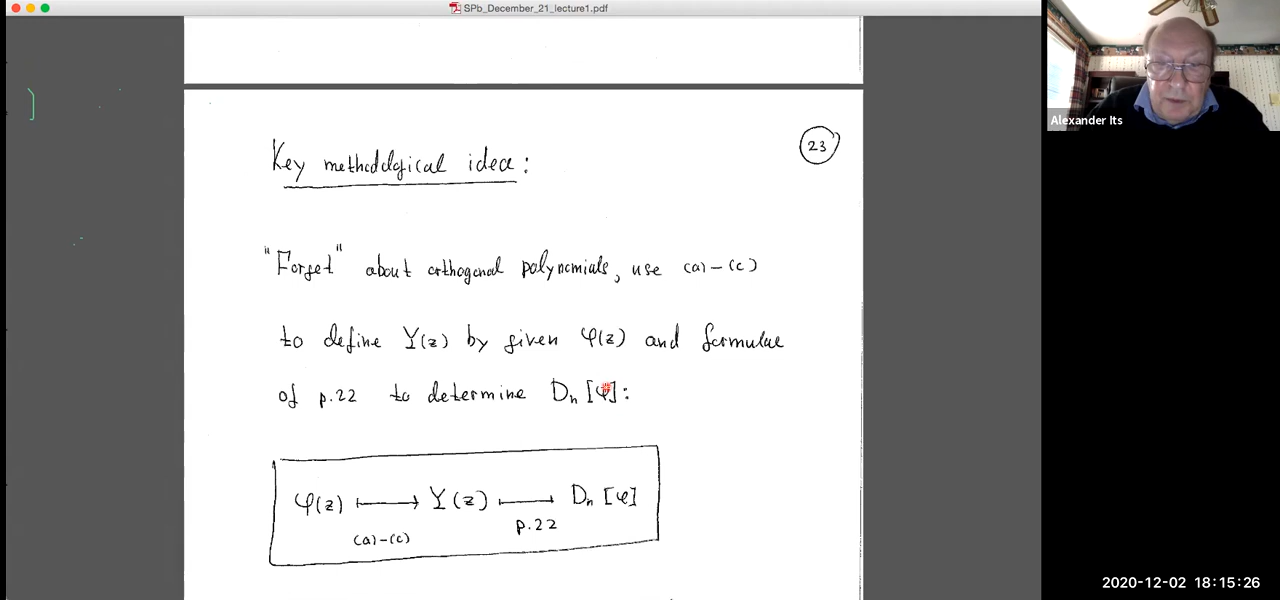 SPb_December_21_lecture1.pdf
Alexander Its
23
Key methodolgical idea:
"Forget" about orthogonal polynomials, use (a)-(c)
to define Y(z) by given φ(z) and formulae
of p.22 to determine Dₙ[φ]:
φ(z) ⟼ Y(z) ⟼ Dₙ[φ]
(a)-(c) p.22
2020-12-02 18:15:26